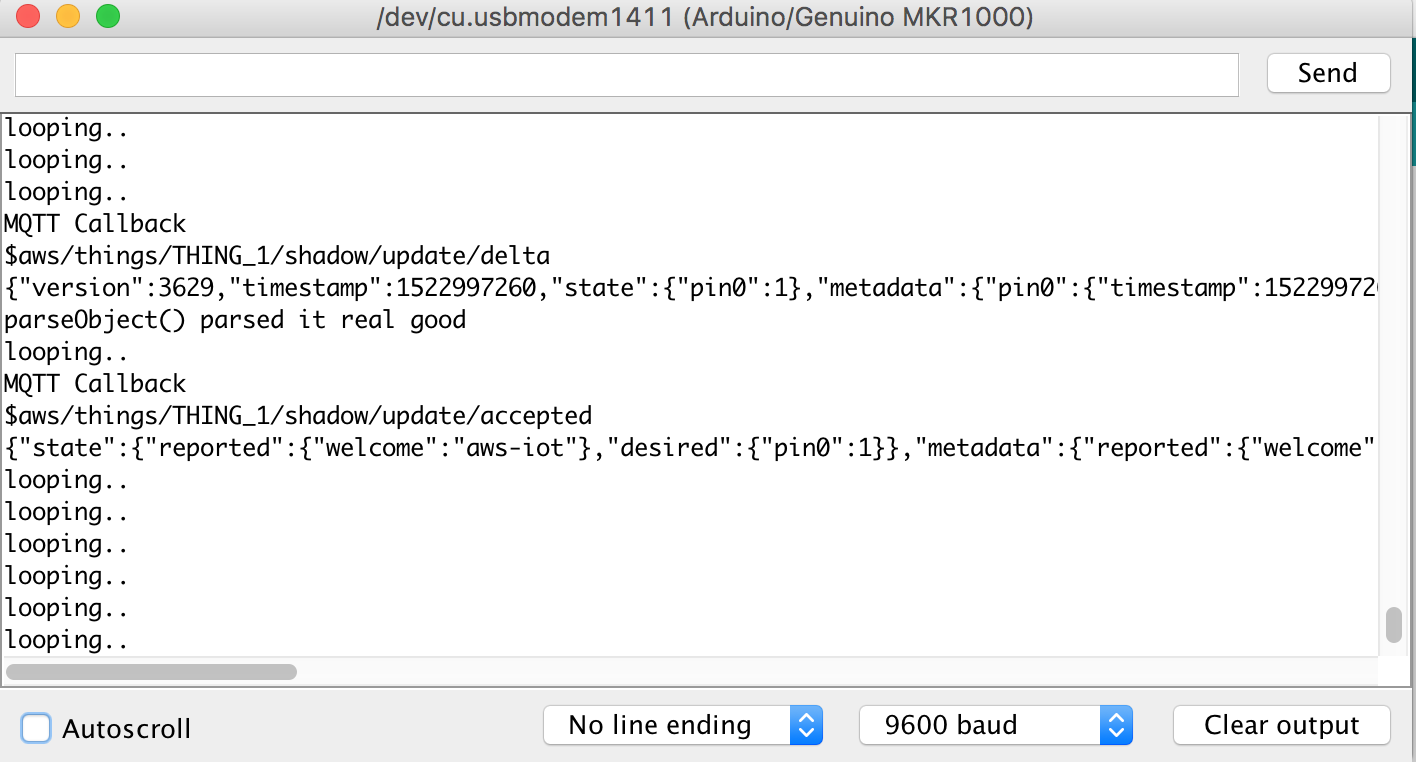 /dev/cu.usbmodem1411 (Arduino/Genuino MKR1000)
Send
looping..
looping..
looping..
MQTT Callback
$aws/things/THING_1/shadow/update/delta
{"version":3629,"timestamp":1522997260,"state":{"pin0":1},"metadata":{"pin0":{"timestamp":15229972
parseObject() parsed it real good
looping..
MQTT Callback
$aws/things/THING_1/shadow/update/accepted
{"state":{"reported":{"welcome":"aws-iot"},"desired":{"pin0":1}},"metadata":{"reported":{"welcome"
looping..
looping..
looping..
looping..
looping..
looping..
Autoscroll
No line ending
9600 baud
Clear output